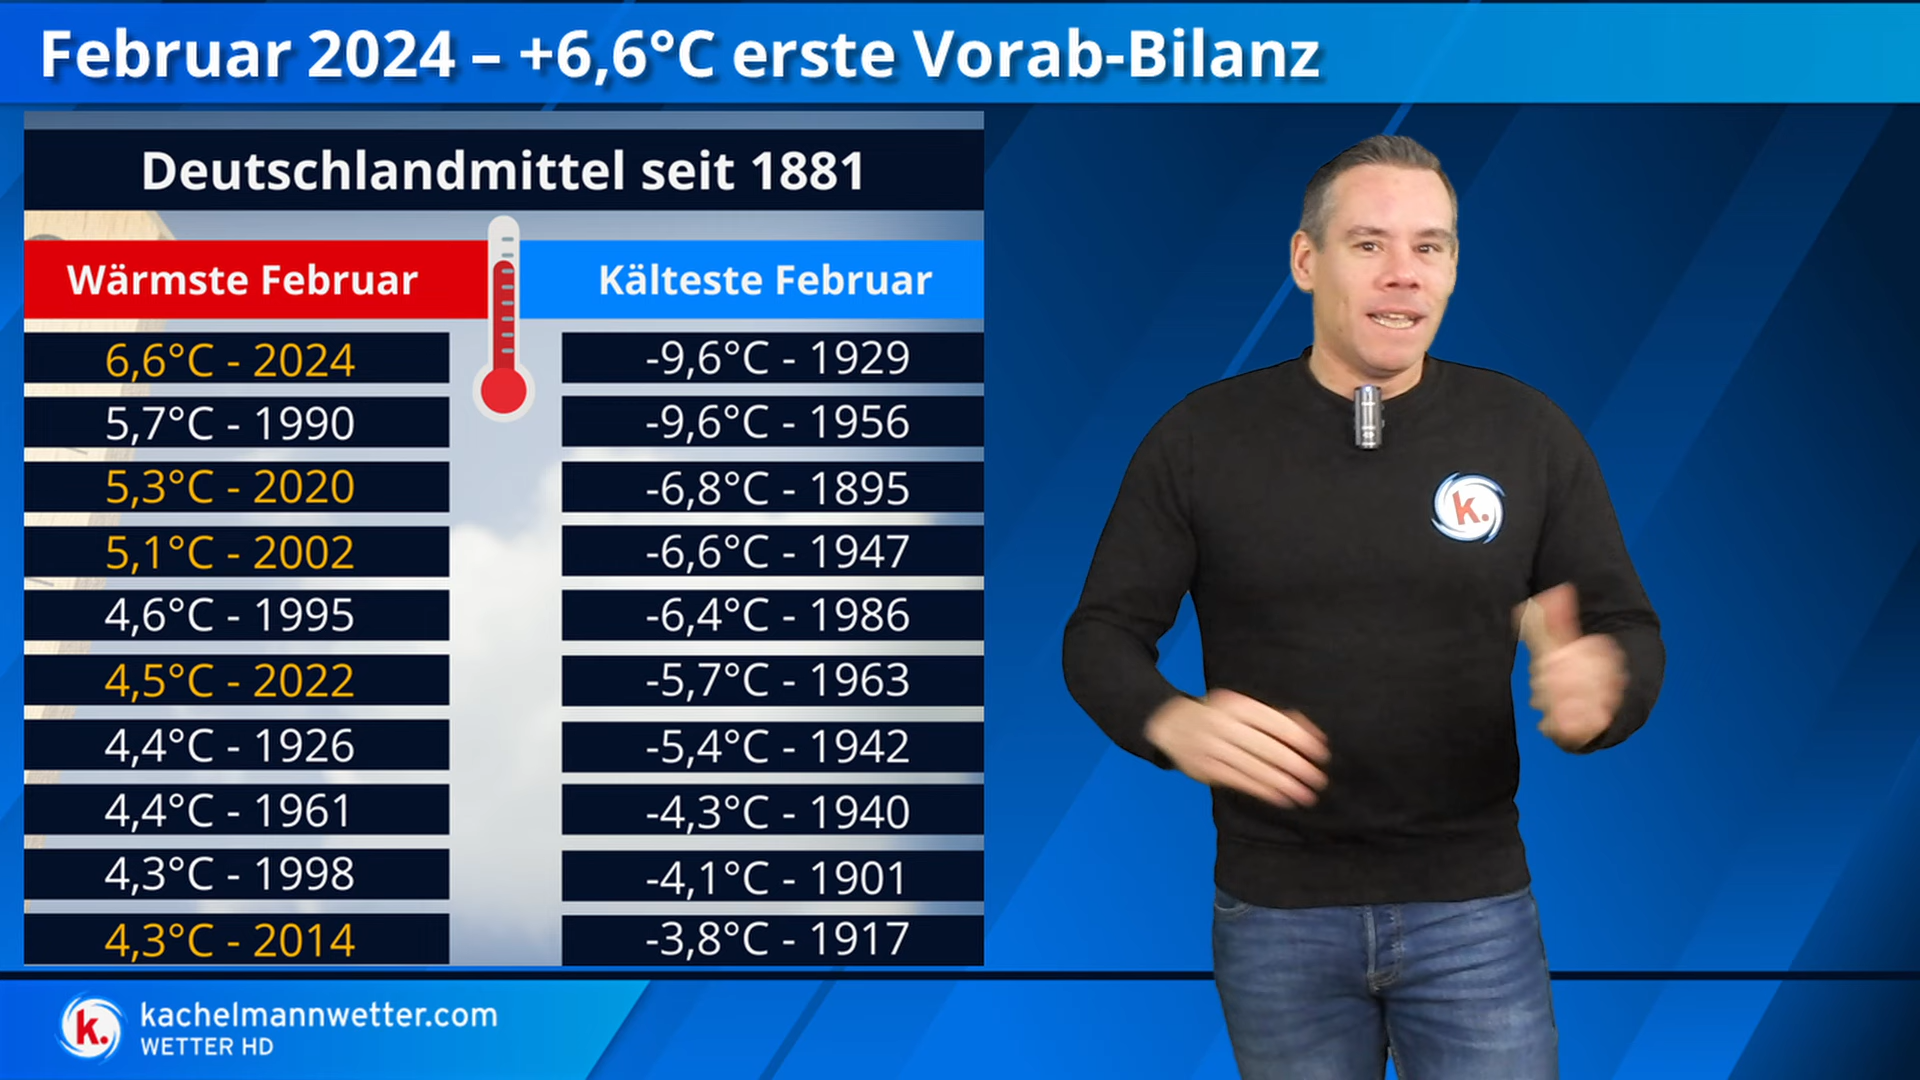 Februar 2024 – +6,6°C erste Vorab-Bilanz
Deutschlandmittel seit 1881
Wärmste Februar
Kälteste Februar
6,6°C - 2024
-9,6°C - 1929
5,7°C - 1990
-9,6°C - 1956
5,3°C - 2020
-6,8°C - 1895
5,1°C - 2002
-6,6°C - 1947
4,6°C - 1995
-6,4°C - 1986
4,5°C - 2022
-5,7°C - 1963
4,4°C - 1926
-5,4°C - 1942
4,4°C - 1961
-4,3°C - 1940
4,3°C - 1998
-4,1°C - 1901
4,3°C - 2014
-3,8°C - 1917
k.
k.
kachelmannwetter.com
WETTER HD